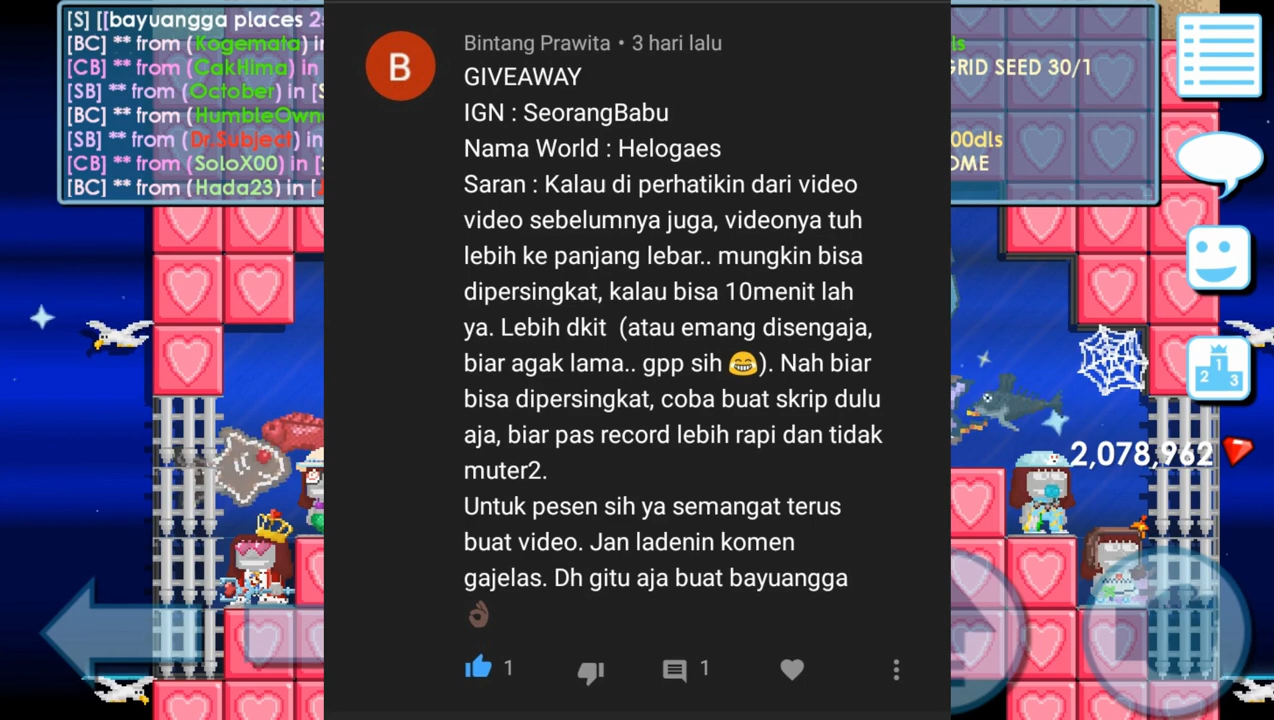 [S] [[bayuangga places 2
[BC] ** from (Kogemata) in
[CB] ** from (CakHima) in
[SB] ** from (October) in [S
[BC] ** from (HumbleOwn
[SB] ** from (Dr.Subject) in
[CB] ** from (SoloX00) in [
[BC] ** from (Hada23) in [
ls
GRID SEED 30/1
00dls
OME
B
Bintang Prawita • 3 hari lalu
GIVEAWAY
IGN : SeorangBabu
Nama World : Helogaes
Saran : Kalau di perhatikin dari video
video sebelumnya juga, videonya tuh
lebih ke panjang lebar.. mungkin bisa
dipersingkat, kalau bisa 10menit lah
ya. Lebih dkit (atau emang disengaja,
biar agak lama.. gpp sih 😁). Nah biar
bisa dipersingkat, coba buat skrip dulu
aja, biar pas record lebih rapi dan tidak
muter2.
Untuk pesen sih ya semangat terus
buat video. Jan ladenin komen
gajelas. Dh gitu aja buat bayuangga
👌🏿
1
1
1
2 3
2,078,962